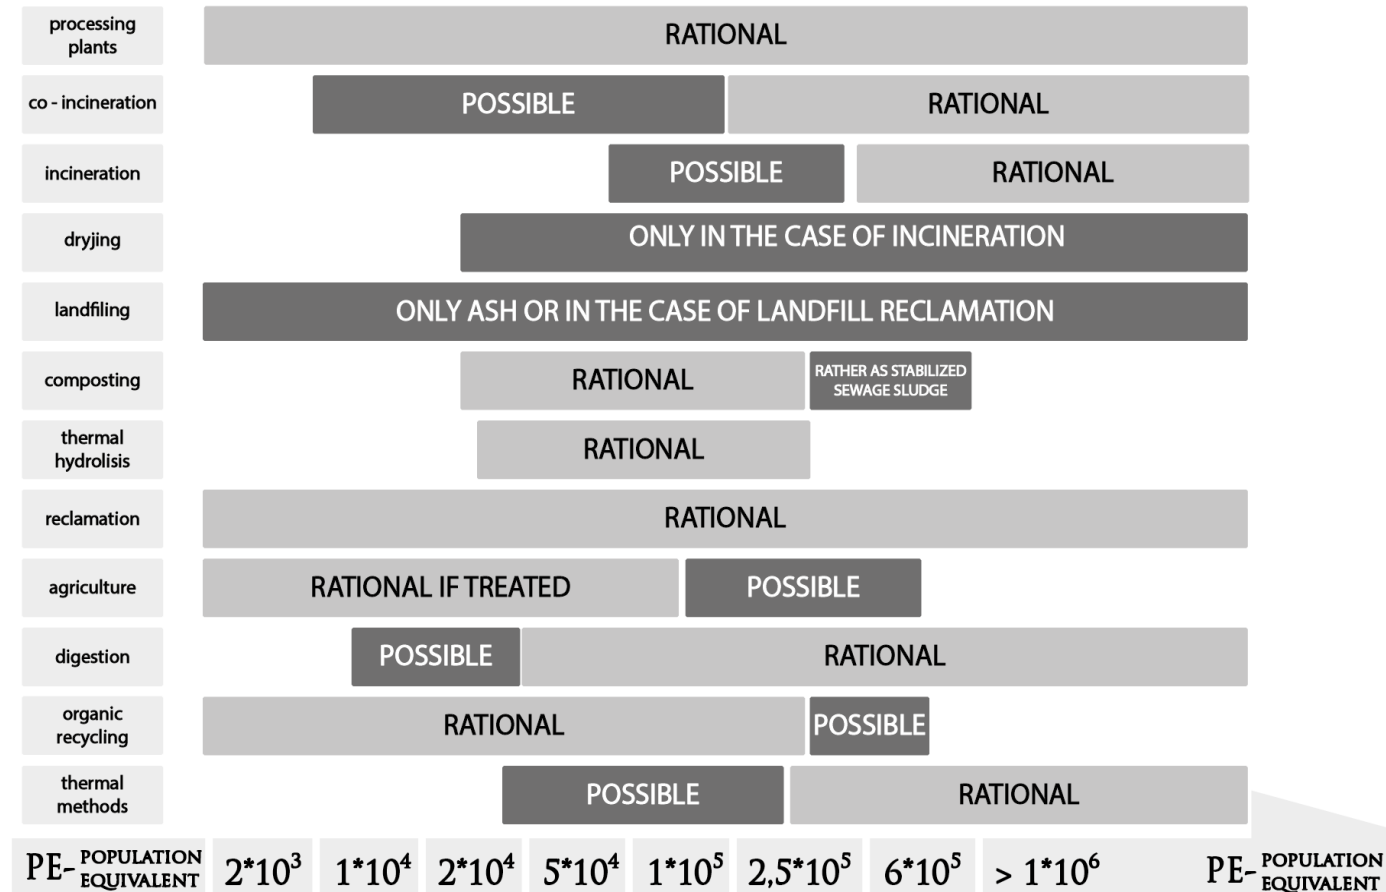 processing
plants
RATIONAL
co - incineration
POSSIBLE
RATIONAL
incineration
POSSIBLE
RATIONAL
dryjing
ONLY IN THE CASE OF INCINERATION
landfiling
ONLY ASH OR IN THE CASE OF LANDFILL RECLAMATION
composting
RATIONAL
RATHER AS STABILIZED
SEWAGE SLUDGE
thermal
hydrolisis
RATIONAL
reclamation
RATIONAL
agriculture
RATIONAL IF TREATED
POSSIBLE
digestion
POSSIBLE
RATIONAL
organic
recycling
RATIONAL
POSSIBLE
thermal
methods
POSSIBLE
RATIONAL
PE- POPULATION
EQUIVALENT
2*10³
1*10⁴
2*10⁴
5*10⁴
1*10⁵
2,5*10⁵
6*10⁵
> 1*10⁶
PE- POPULATION
EQUIVALENT